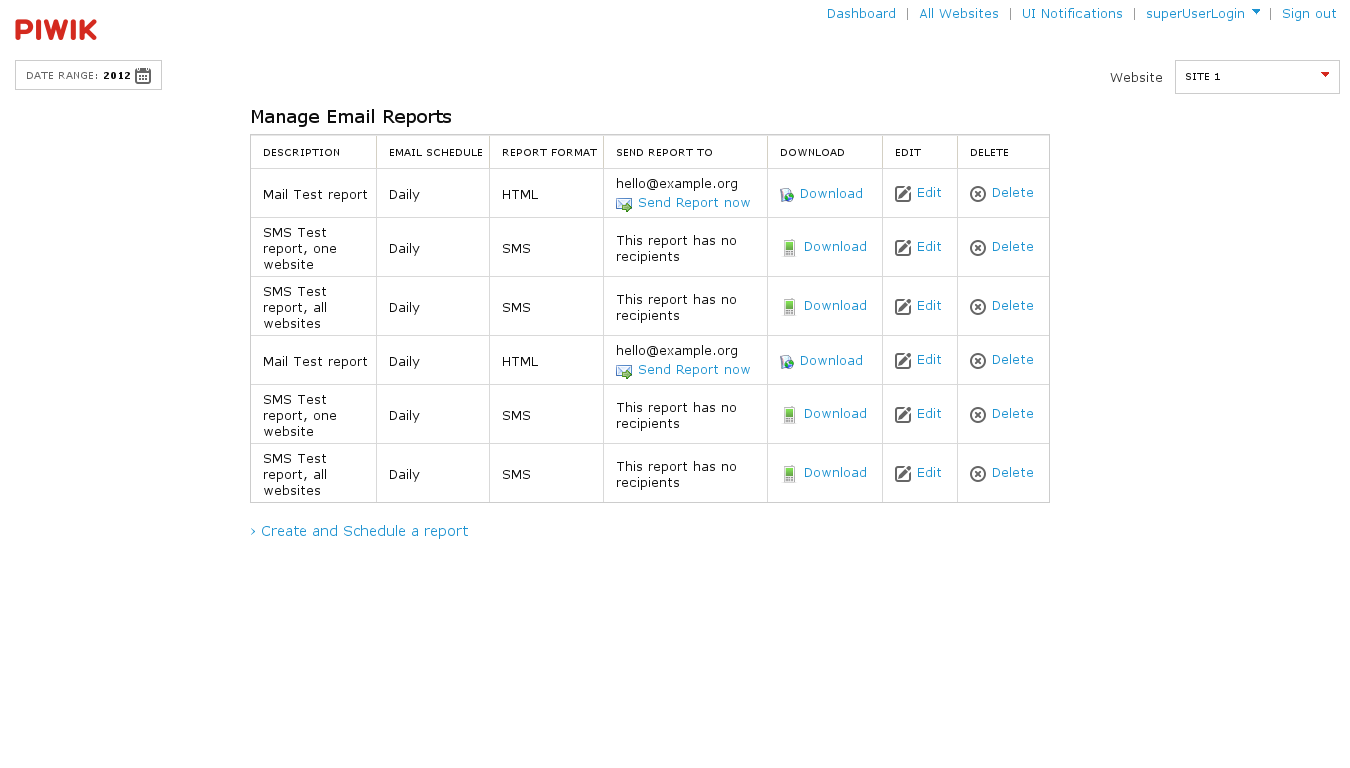 PIWIK
Dashboard | All Websites | UI Notifications | superUserLogin | Sign out
DATE RANGE: 2012
Website SITE 1
Manage Email Reports
DESCRIPTION EMAIL SCHEDULE REPORT FORMAT SEND REPORT TO DOWNLOAD EDIT DELETE
Mail Test report Daily HTML hello@example.org Download Edit Delete
Send Report now
SMS Test
report, one
website
Daily SMS This report has no
recipients
Download Edit Delete
SMS Test
report, all
websites
Daily SMS This report has no
recipients
Download Edit Delete
Mail Test report Daily HTML hello@example.org Download Edit Delete
Send Report now
SMS Test
report, one
website
Daily SMS This report has no
recipients
Download Edit Delete
SMS Test
report, all
websites
Daily SMS This report has no
recipients
Download Edit Delete
› Create and Schedule a report